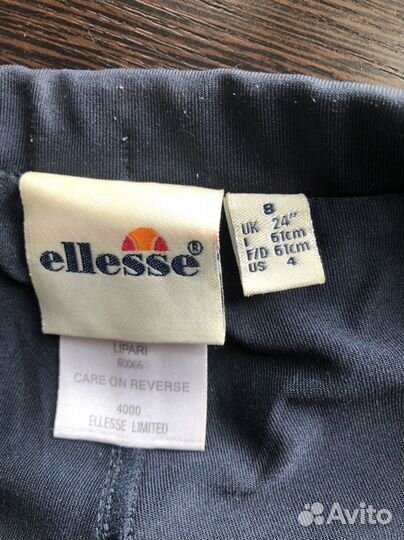 ellesse®
LIPARI
60066
CARE ON REVERSE
4000
ELLESSE LIMITED
8
UK 24"
I 61cm
F/D 61cm
US 4
Avito